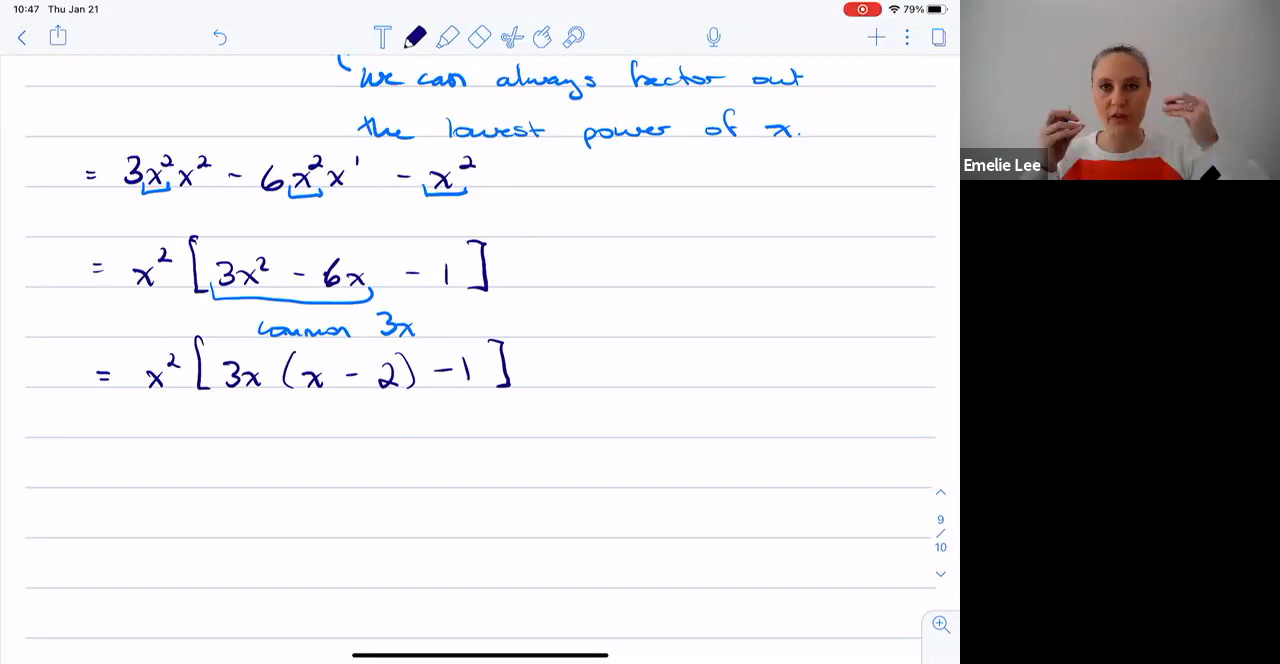 10:47 Thu Jan 21
79%
we can always factor out
the lowest power of x.
= 3x²x² - 6x²x¹ - x²
= x² [3x² - 6x - 1]
common 3x
= x² [3x (x - 2) - 1]
9
/
10
Emelie Lee